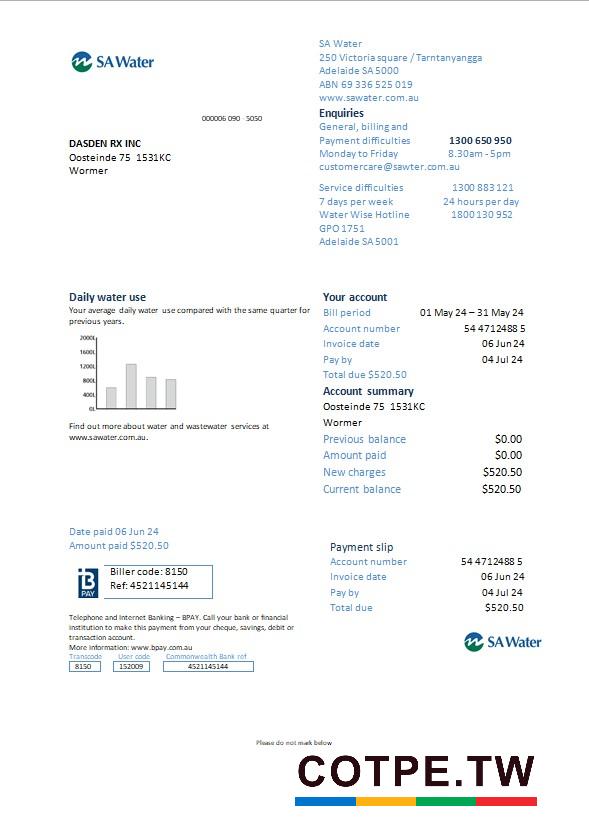 SA Water
SA Water
250 Victoria square / Tarntanyangga
Adelaide SA 5000
ABN 69 336 525 019
www.sawater.com.au
Enquiries
General, billing and
Payment difficulties 1300 650 950
Monday to Friday 8.30am - 5pm
customercare@sawter.com.au
000006 090 - 5050
DASDEN RX INC
Oosteinde 75 1531KC
Wormer
Service difficulties 1300 883 121
7 days per week 24 hours per day
Water Wise Hotline 1800 130 952
GPO 1751
Adelaide SA 5001
Daily water use
Your average daily water use compared with the same quarter for
previous years.
2000L
1600L
1200L
800L
400L
0L
Find out more about water and wastewater services at
www.sawater.com.au.
Your account
Bill period 01 May 24 – 31 May 24
Account number 54 4712488 5
Invoice date 06 Jun 24
Pay by 04 Jul 24
Total due $520.50
Account summary
Oosteinde 75 1531KC
Wormer
Previous balance $0.00
Amount paid $0.00
New charges $520.50
Current balance $520.50
Date paid 06 Jun 24
Amount paid $520.50
B
PAY
Biller code: 8150
Ref: 4521145144
Telephone and Internet Banking – BPAY. Call your bank or financial
institution to make this payment from your cheque, savings, debit or
transaction account.
More information: www.bpay.com.au
Transcode User code Commonwealth Bank ref
8150 152009 4521145144
Payment slip
Account number 54 4712488 5
Invoice date 06 Jun 24
Pay by 04 Jul 24
Total due $520.50
SA Water
Please do not mark below
COTPE.TW